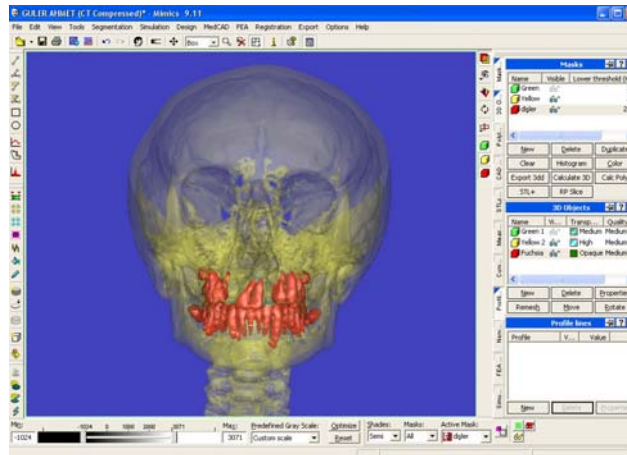 GULER AHMET (CT Compressed)* - Mimics 9.11
File Edit View Tools Segmentation Simulation Design MedCAD FEA Registration Export Options Help
Box
Masks
Name Visible Lower threshold (
Green
Yellow
digler 2
New Delete Duplicate
Clear Histogram Color
Export 3dd Calculate 3D Calc Poly
STL+ RP Slice
3D Objects
Name Vi... Transp... Quality
Green 1 Medium Medium
Yellow 2 High Medium
Fuchsia Opaque Medium
New Delete Properties
Remesh Move Rotate
Profile lines
Profile V... Value
New Delete Properties
Min: -1024 0 1000 2000 3071 Max: Predefined Gray Scale: Optimize Shades: Masks: Active Mask:
-1024 3071 Custom scale Reset Semi All digler